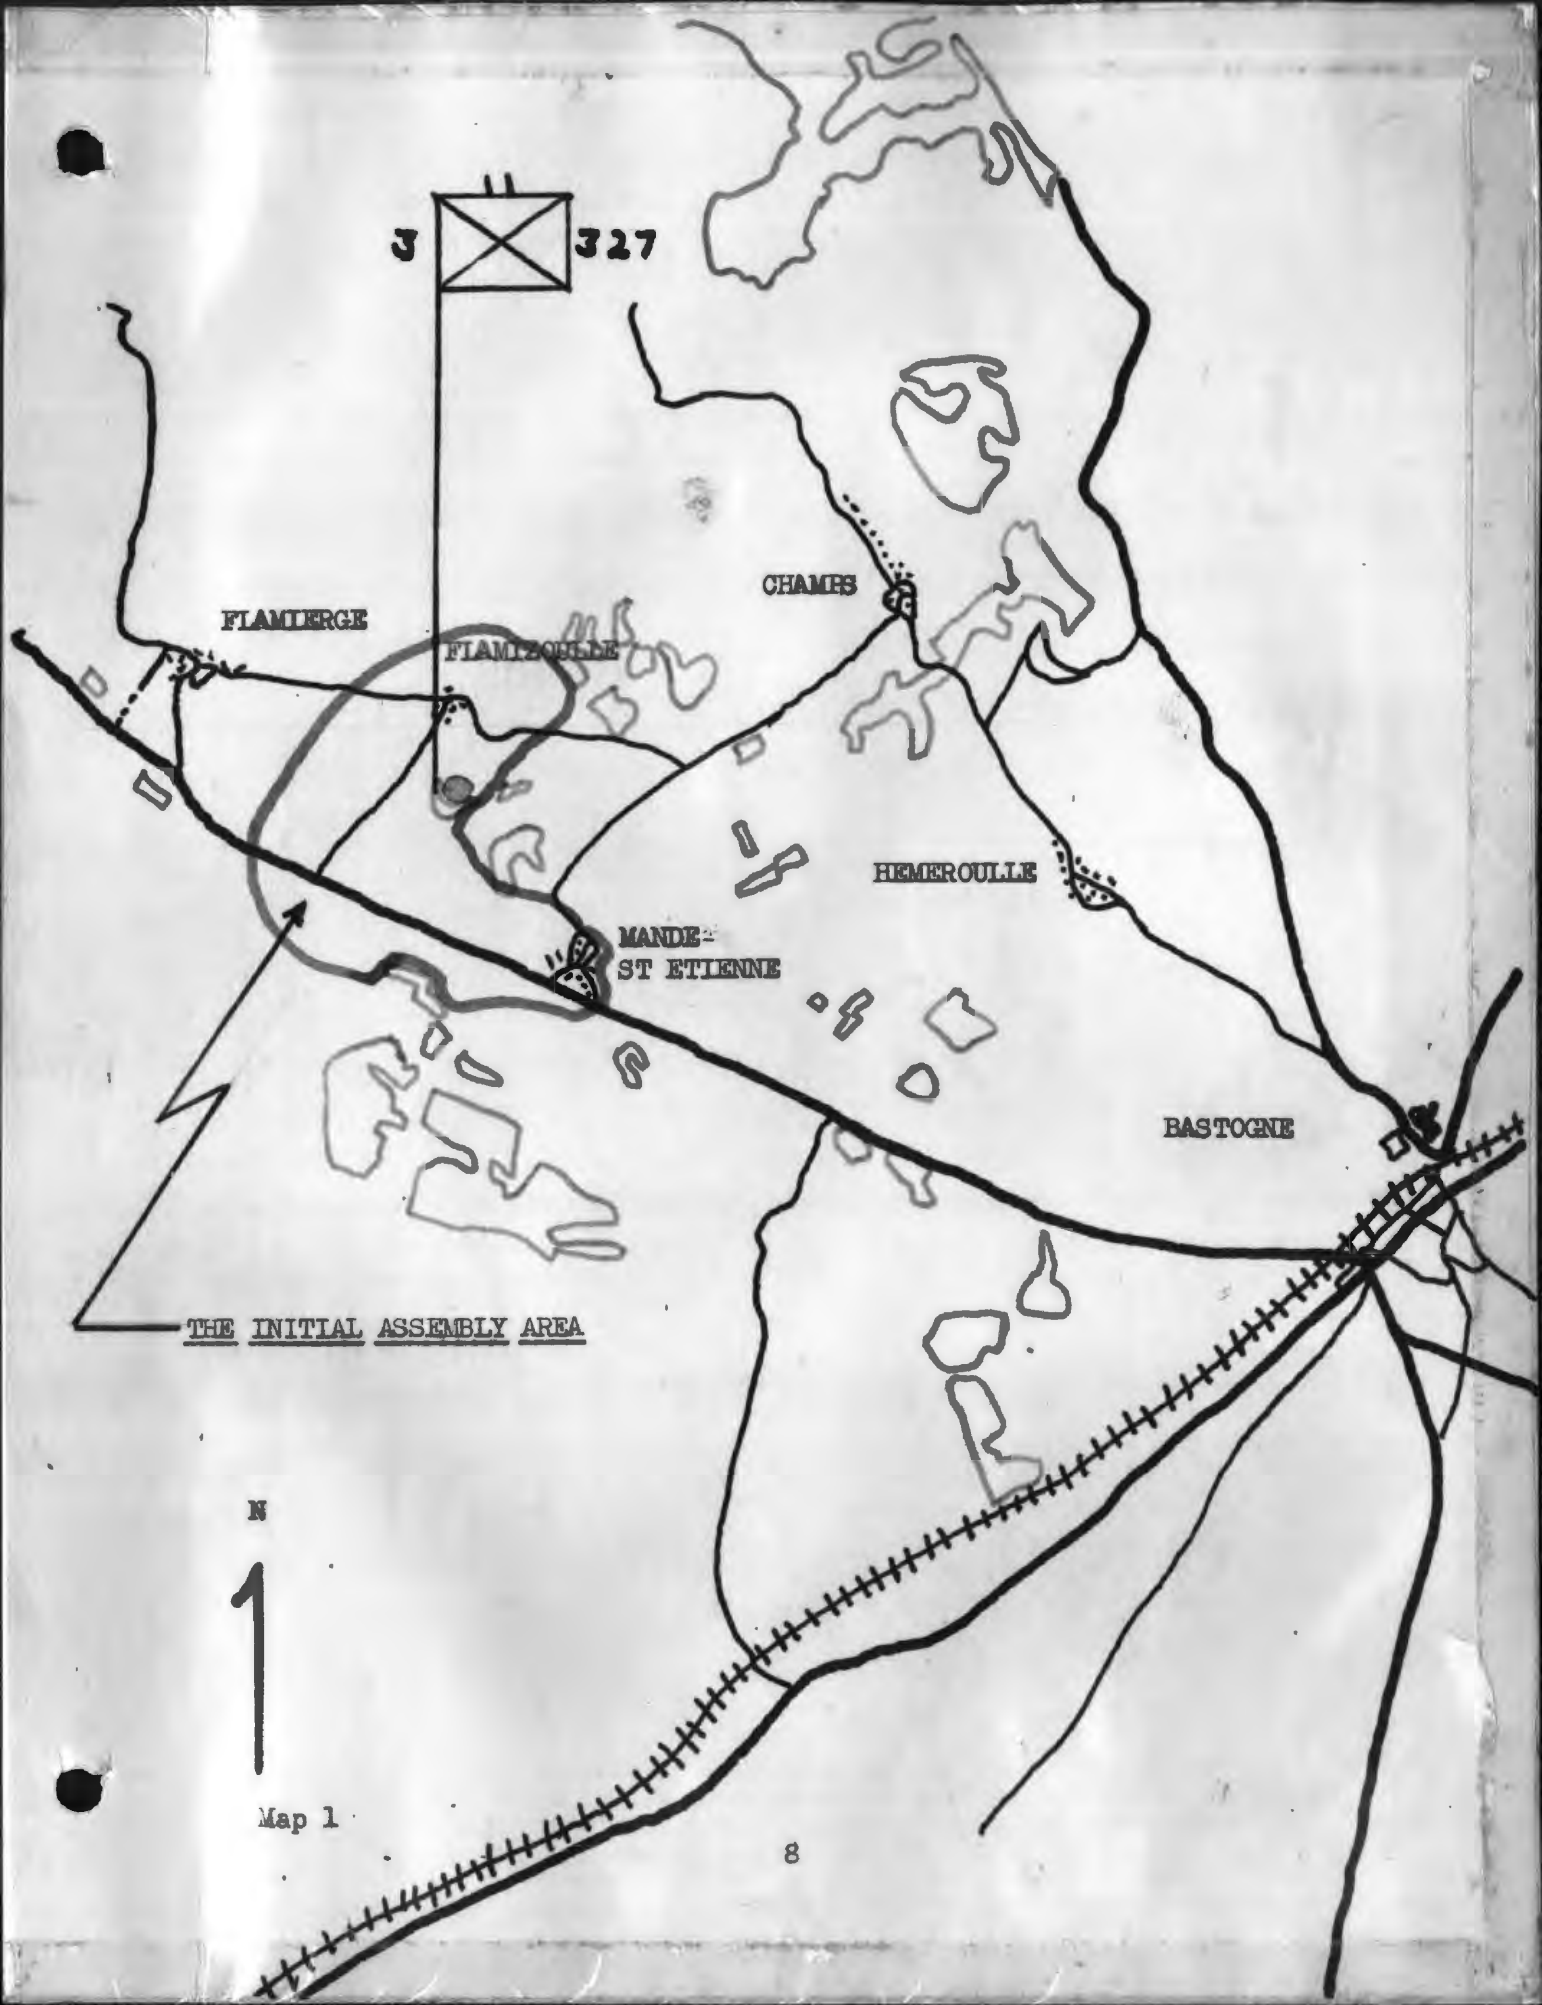 3 327
CHAMPS
FLAMIERGE
FLAMIZOULLE
HEMEROULLE
MANDE-
ST ETIENNE
BASTOGNE
THE INITIAL ASSEMBLY AREA
N
Map 1
8